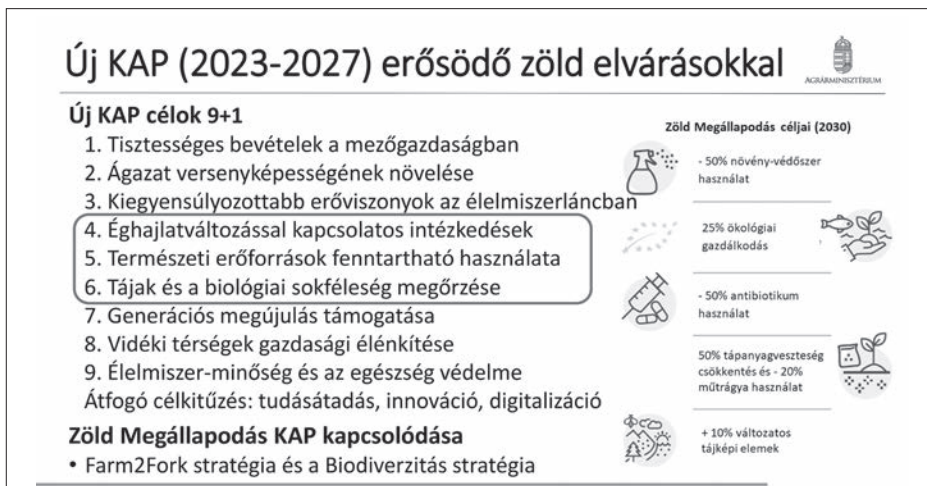 Új KAP (2023-2027) erősödő zöld elvárásokkal
AGRÁRMINISZTÉRIUM
Új KAP célok 9+1
1. Tisztességes bevételek a mezőgazdaságban
2. Ágazat versenyképességének növelése
3. Kiegyensúlyozottabb erőviszonyok az élelmiszerláncban
4. Éghajlatváltozással kapcsolatos intézkedések
5. Természeti erőforrások fenntartható használata
6. Tájak és a biológiai sokféleség megőrzése
7. Generációs megújulás támogatása
8. Vidéki térségek gazdasági élénkítése
9. Élelmiszer-minőség és az egészség védelme
Átfogó célkitűzés: tudásátadás, innováció, digitalizáció
Zöld Megállapodás KAP kapcsolódása
• Farm2Fork stratégia és a Biodiverzitás stratégia
Zöld Megállapodás céljai (2030)
- 50% növény-védőszer
használat
25% ökológiai
gazdálkodás
- 50% antibiotikum
használat
50% tápanyagveszteség
csökkentés és - 20%
műtrágya használat
+ 10% változatos
tájképi elemek